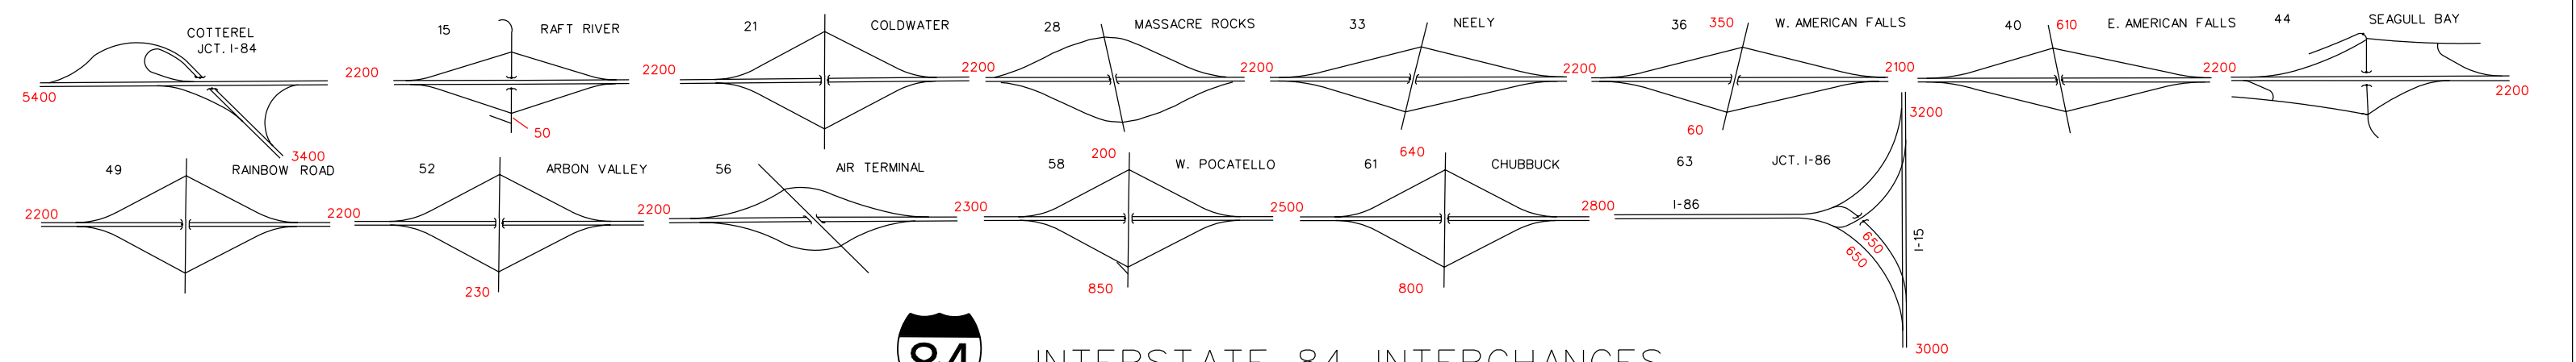 COTTEREL
JCT. I-84
5400
3400
2200
15 RAFT RIVER
50
2200
21 COLDWATER
2200
28 MASSACRE ROCKS
2200
33 NEELY
2200
36 350 W. AMERICAN FALLS
60
2100
3200
40 610 E. AMERICAN FALLS
2200
44 SEAGULL BAY
2200
49 RAINBOW ROAD
2200
2200
52 ARBON VALLEY
230
2200
56 AIR TERMINAL
2300
58 200 W. POCATELLO
850
2500
61 640 CHUBBUCK
800
2800
63 JCT. I-86
I-86
650
650
I-15
3000
84 INTERSTATE 84 INTERCHANGES